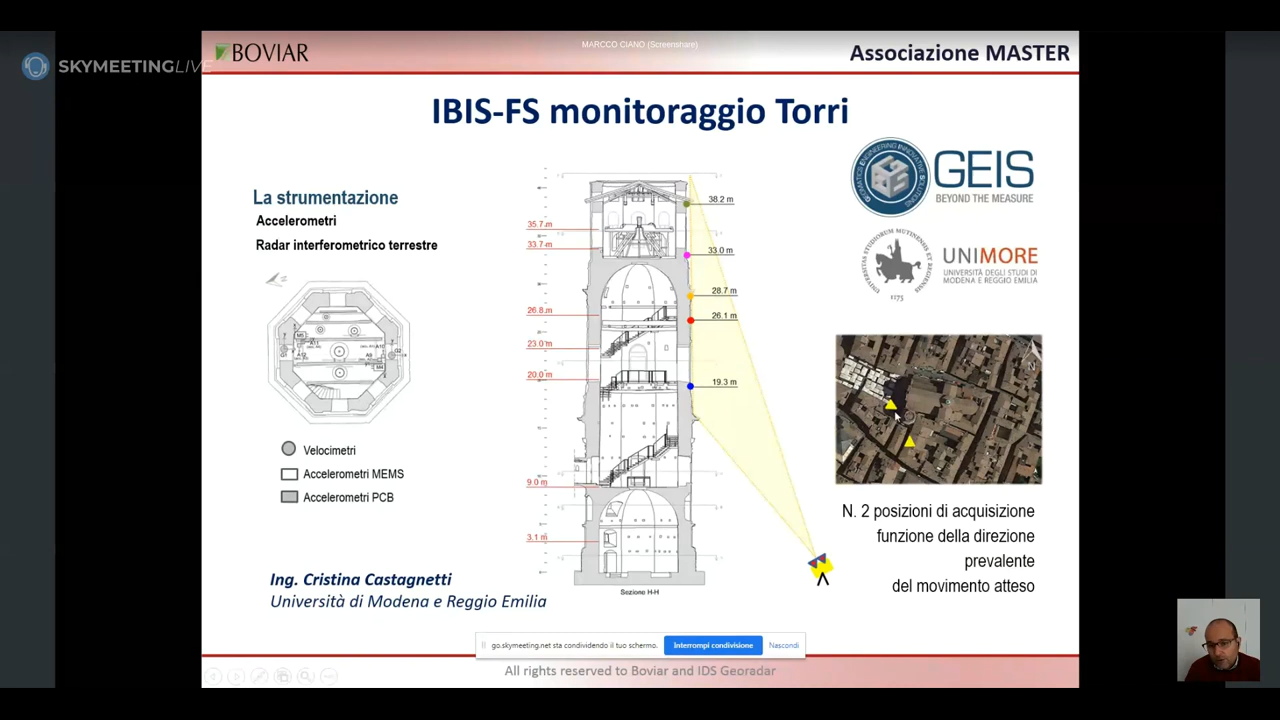 SKYMEETINGLIVE
BOVIAR
MARCCO CIANO (Screenshare)
Associazione MASTER
IBIS-FS monitoraggio Torri
La strumentazione
Accelerometri
Radar interferometrico terrestre
Velocimetri
Accelerometri MEMS
Accelerometri PCB
Ing. Cristina Castagnetti
Università di Modena e Reggio Emilia
35.7 m
33.7 m
26.8 m
23.0 m
20.0 m
9.0 m
3.1 m
38.2 m
33.0 m
28.7 m
26.1 m
19.3 m
Sezione H-H
GEIS
BEYOND THE MEASURE
1175
UNIMORE
UNIVERSITÀ DEGLI STUDI DI
MODENA E REGGIO EMILIA
N. 2 posizioni di acquisizione
funzione della direzione
prevalente
del movimento atteso
go.skymeeting.net sta condividendo il tuo schermo.
Interrompi condivisione
Nascondi
All rights reserved to Boviar and IDS Georadar